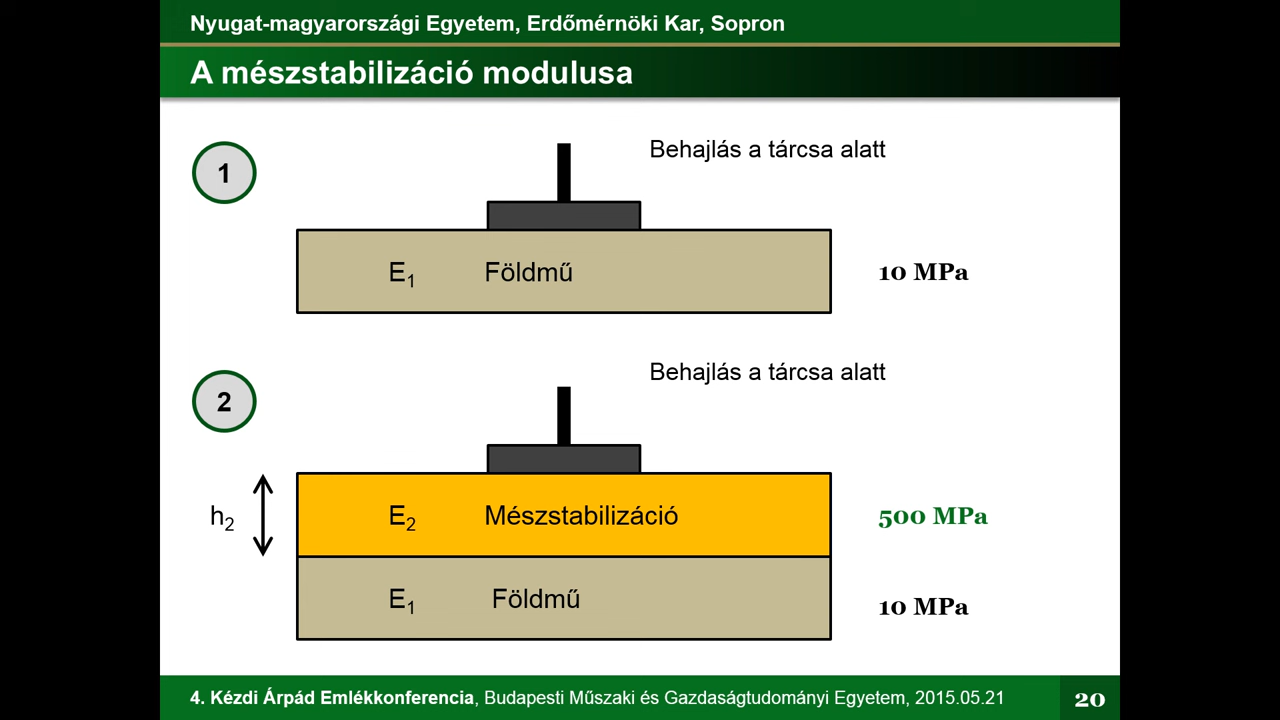 Nyugat-magyarországi Egyetem, Erdőmérnöki Kar, Sopron
A mészstabilizáció modulusa
1
Behajlás a tárcsa alatt
E1 Földmű 10 MPa
2
Behajlás a tárcsa alatt
h2 E2 Mészstabilizáció 500 MPa
E1 Földmű 10 MPa
4. Kézdi Árpád Emlékkonferencia, Budapesti Műszaki és Gazdaságtudományi Egyetem, 2015.05.21 20